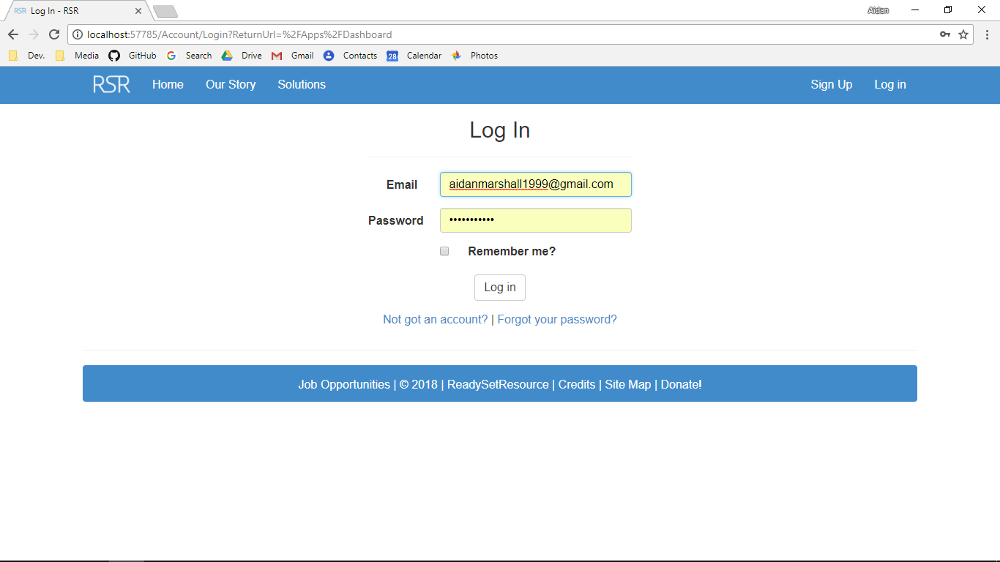 RSR Log In - RSR
Aidan
localhost:57785/Account/Login?ReturnUrl=%2FApps%2FDashboard
Dev. Media GitHub Search Drive Gmail 28 Calendar Contacts Photos
RSR Home Our Story Solutions Sign Up Log in
Log In
Email aidanmarshall1999@gmail.com
Password •••••••••••
Remember me?
Log in
Not got an account? | Forgot your password?
Job Opportunities | © 2018 | ReadySetResource | Credits | Site Map | Donate!